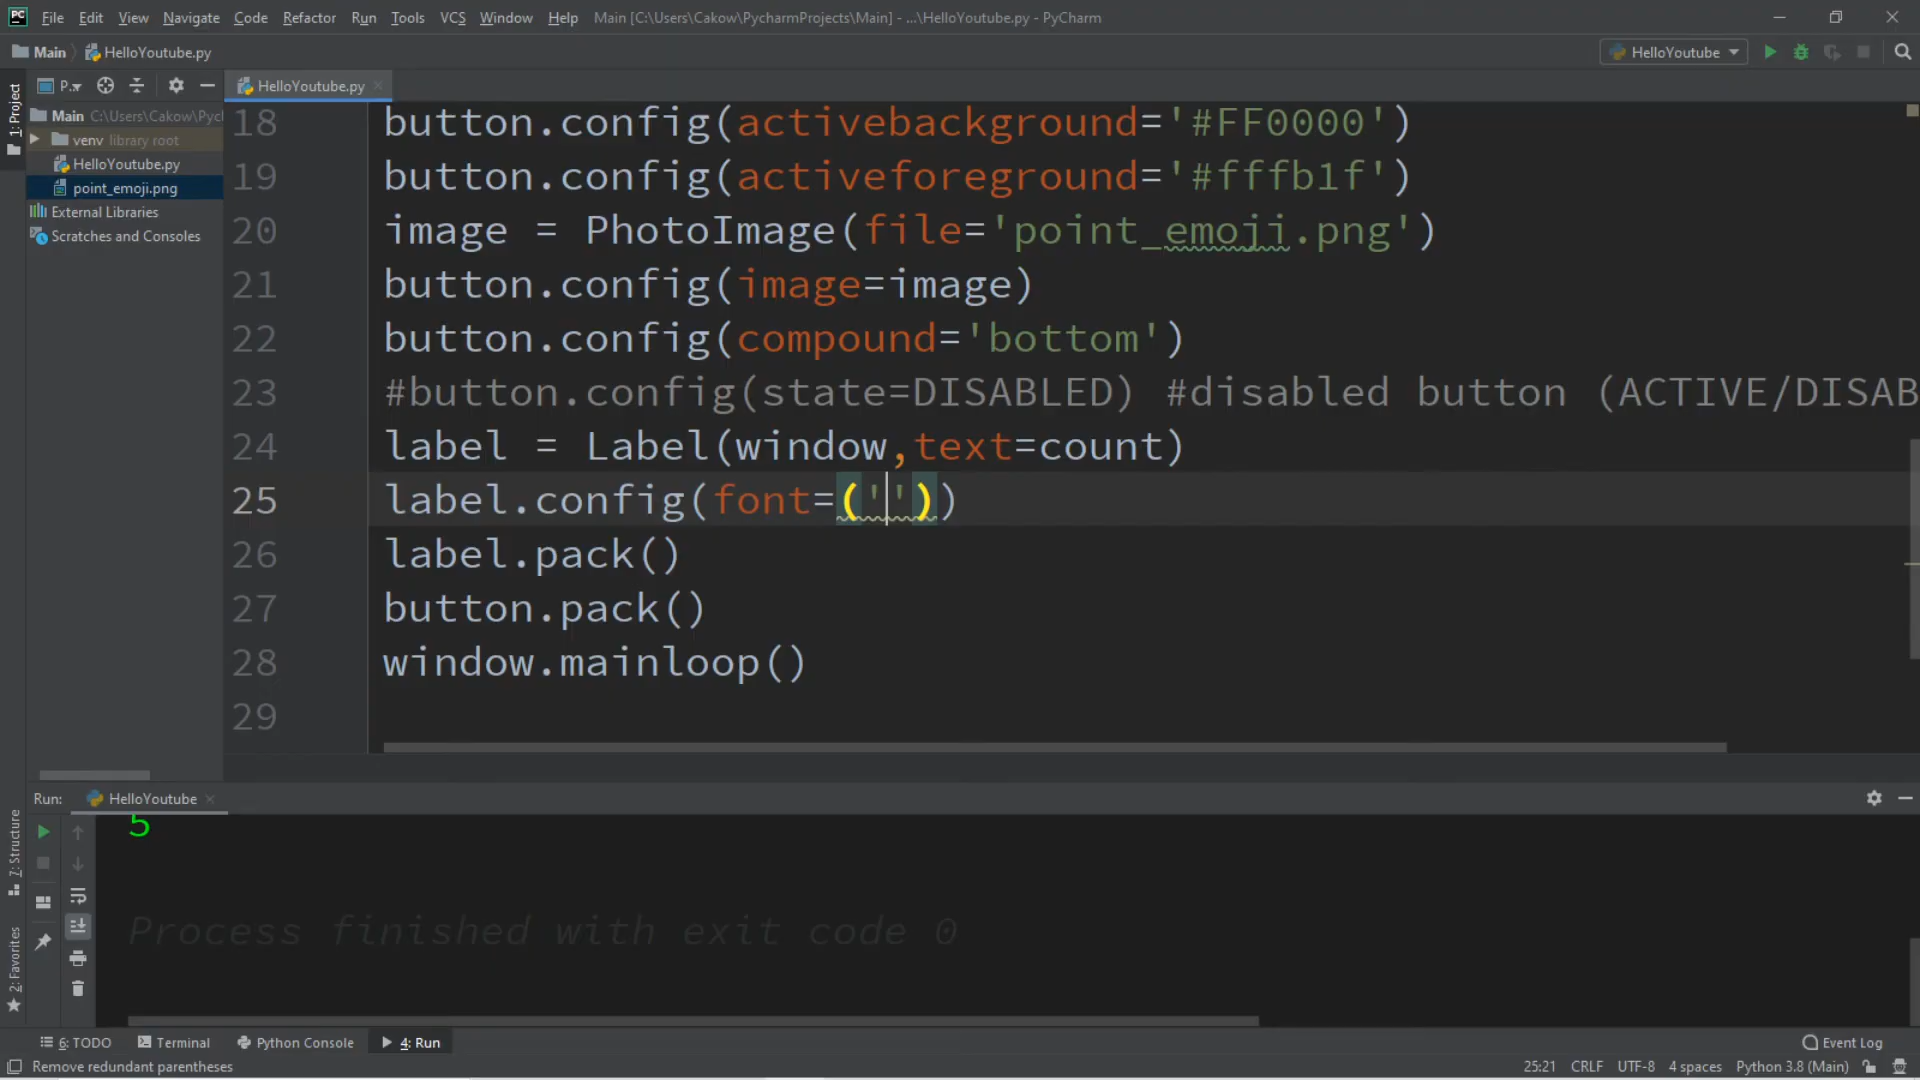 PC File Edit View Navigate Code Refactor Run Tools VCS Window Help Main [C:\Users\Cakow\PycharmProjects\Main] - ...\HelloYoutube.py - PyCharm
Main HelloYoutube.py HelloYoutube
1: Project P.. HelloYoutube.py
Main C:\Users\Cakow\Pyc
venv library root
HelloYoutube.py
point_emoji.png
External Libraries
Scratches and Consoles
18 button.config(activebackground='#FF0000')
19 button.config(activeforeground='#fffb1f')
20 image = PhotoImage(file='point_emoji.png')
21 button.config(image=image)
22 button.config(compound='bottom')
23 #button.config(state=DISABLED) #disabled button (ACTIVE/DISAB
24 label = Label(window,text=count)
25 label.config(font=(''))
26 label.pack()
27 button.pack()
28 window.mainloop()
29
Run: HelloYoutube
5
Process finished with exit code 0
7: Structure
2: Favorites
6: TODO Terminal Python Console 4: Run Event Log
Remove redundant parentheses 25:21 CRLF UTF-8 4 spaces Python 3.8 (Main)